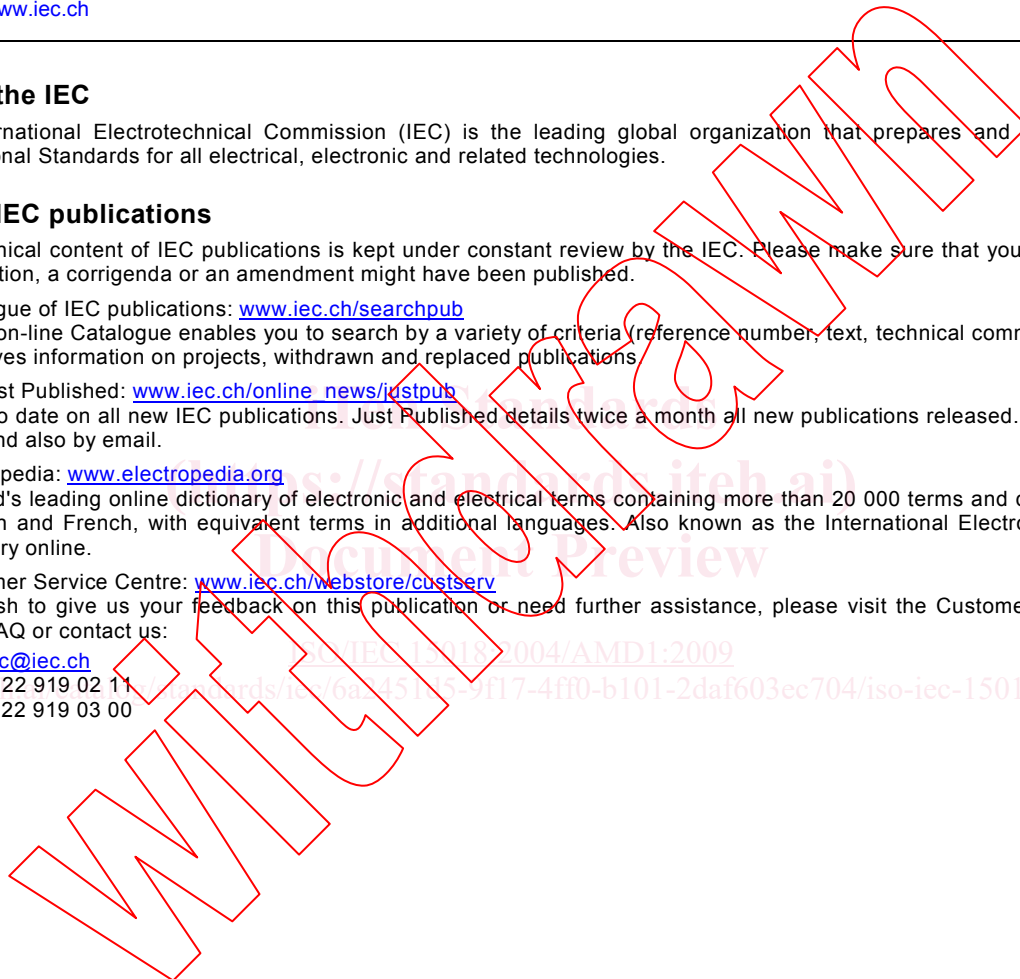 ww.iec.ch
the IEC
rnational Electrotechnical Commission (IEC) is the leading global organization that prepares and
onal Standards for all electrical, electronic and related technologies.
IEC publications
nical content of IEC publications is kept under constant review by the IEC. Please make sure that you
tion, a corrigenda or an amendment might have been published.
gue of IEC publications: www.iec.ch/searchpub
on-line Catalogue enables you to search by a variety of criteria (reference number, text, technical comm
ves information on projects, withdrawn and replaced publications.
st Published: www.iec.ch/online_news/justpub
o date on all new IEC publications. Just Published details twice a month all new publications released.
nd also by email.
pedia: www.electropedia.org
d's leading online dictionary of electronic and electrical terms containing more than 20 000 terms and d
h and French, with equivalent terms in additional languages. Also known as the International Electro
ry online.
mer Service Centre: www.iec.ch/webstore/custserv
sh to give us your feedback on this publication or need further assistance, please visit the Custome
AQ or contact us:
c@iec.ch
22 919 02 11
22 919 03 00
iTeh Standards
(https://standards.iteh.ai)
Document Preview
ISO/IEC 15018:2004/AMD1:2009
/standards/iec/6a2451d5-9f17-4ff0-b101-2daf603ec704/iso-iec-1501
withdrawn